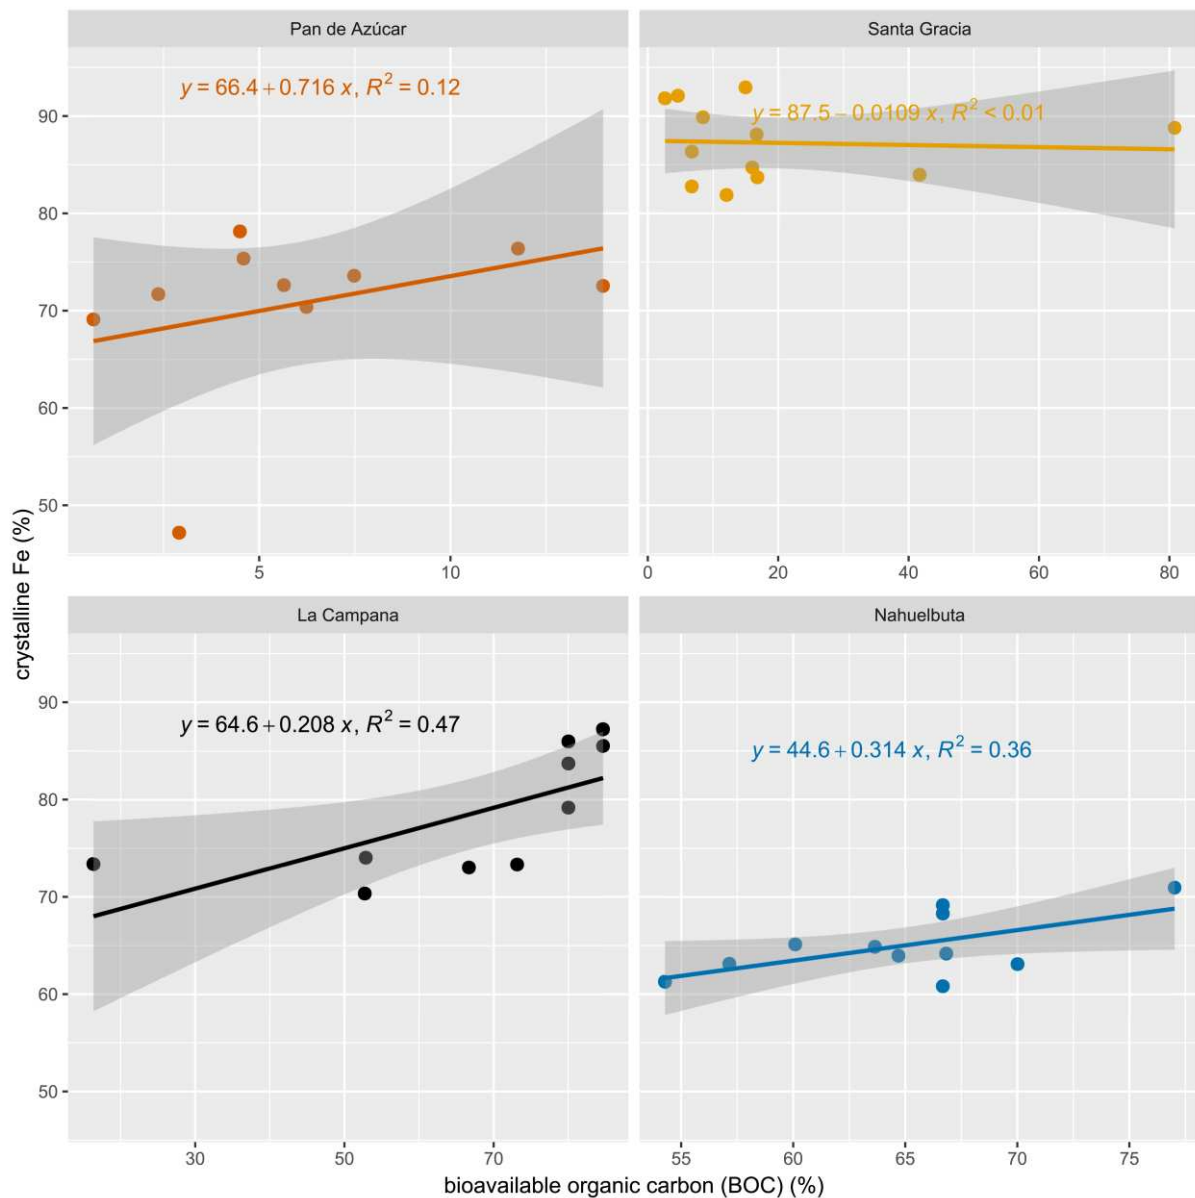 Pan de Azúcar
Santa Gracia
y = 66.4 + 0.716 x, R² = 0.12
y = 87.5 − 0.0109 x, R² < 0.01
90
80
70
60
50
5
10
0
20
40
60
80
crystalline Fe (%)
La Campana
Nahuelbuta
y = 64.6 + 0.208 x, R² = 0.47
y = 44.6 + 0.314 x, R² = 0.36
90
80
70
60
50
30
50
70
55
60
65
70
75
bioavailable organic carbon (BOC) (%)